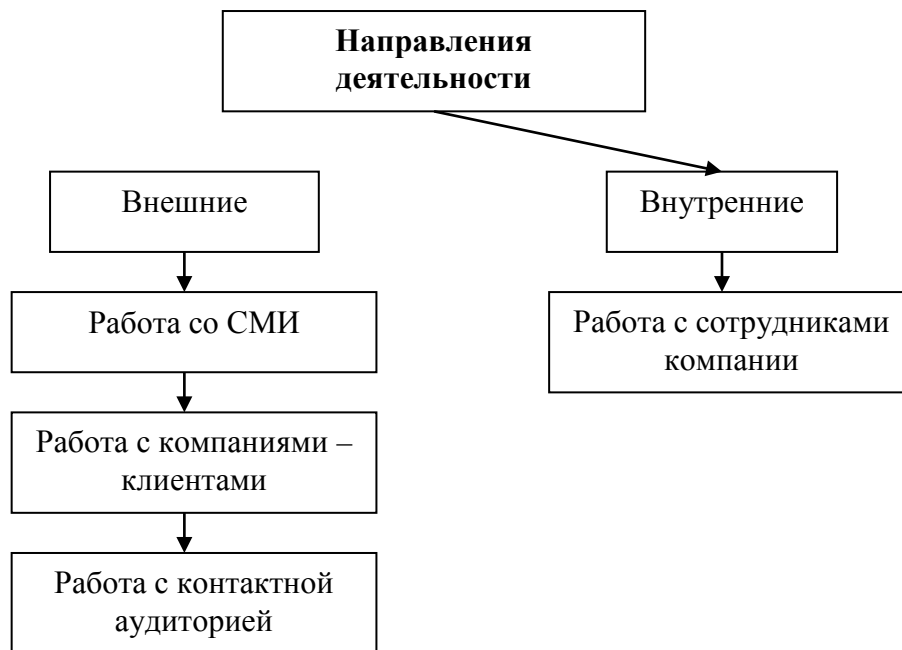 Направления
деятельности
Внешние
Внутренние
Работа со СМИ
Работа с сотрудниками
компании
Работа с компаниями –
клиентами
Работа с контактной
аудиторией